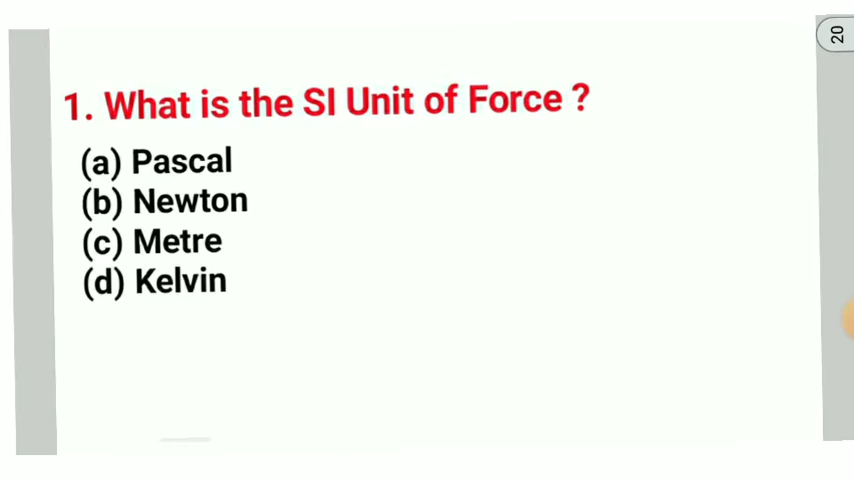 20
1. What is the SI Unit of Force ?
(a) Pascal
(b) Newton
(c) Metre
(d) Kelvin